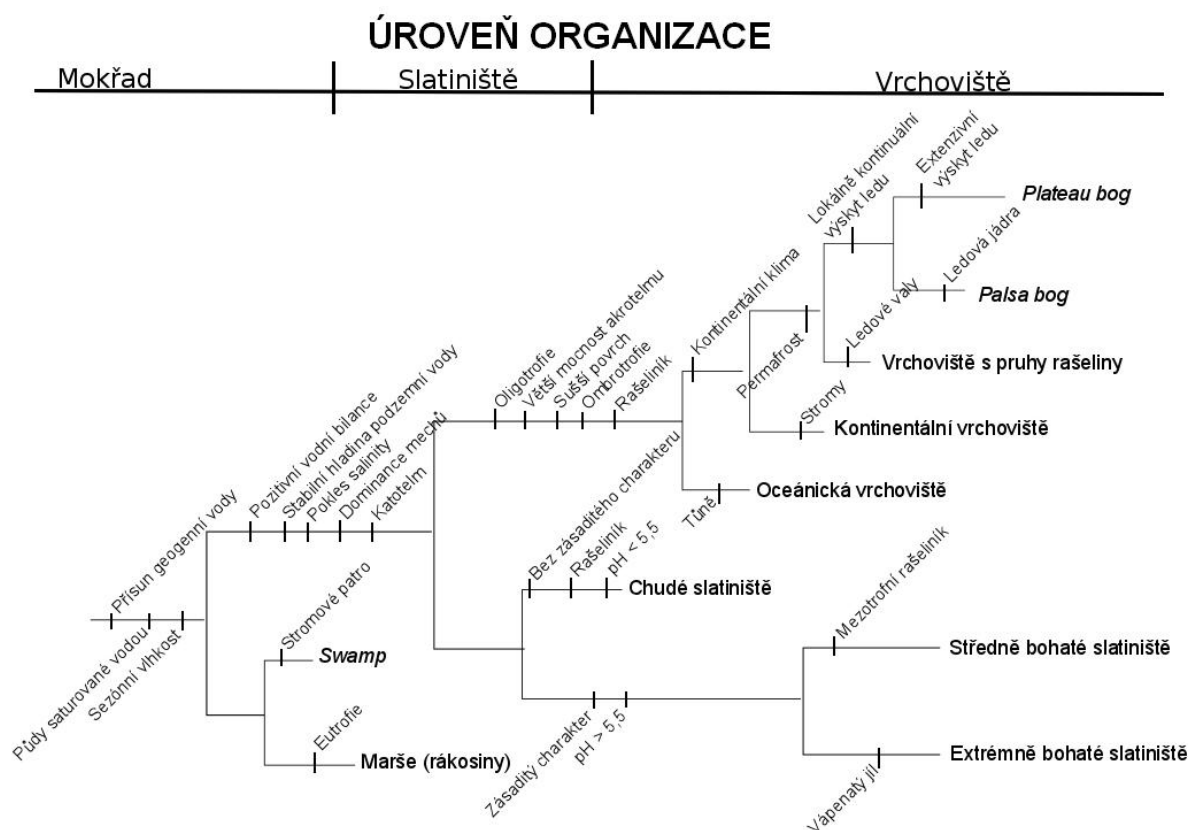 ÚROVEŇ ORGANIZACE
Mokřad
Slatiniště
Vrchoviště
Lokálně kontinuální
výskyt ledu
Extenzivní
výskyt ledu
Plateau bog
Ledová jádra
Palsa bog
Kontinentální klima
Permafrost
Ledové valy
Vrchoviště s pruhy rašeliny
Stromy
Kontinentální vrchoviště
Oligotrofie
Větší mocnost akrotelmu
Sušší povrch
Ombrotrofie
Rašeliník
Tůně
Oceánická vrchoviště
Pozitivní vodní bilance
Stabilní hladina podzemní vody
Pokles salinity
Dominance mechů
Katotelm
Bez zásaditého charakteru
Rašeliník
pH < 5,5
Chudé slatiniště
Přísun geogenní vody
Půdy saturované vodou
Sezónní vlhkost
Stromové patro
Swamp
Eutrofie
Marše (rákosiny)
Zásaditý charakter
pH > 5,5
Mezotrofní rašeliník
Středně bohaté slatiniště
Vápenatý jíl
Extrémně bohaté slatiniště